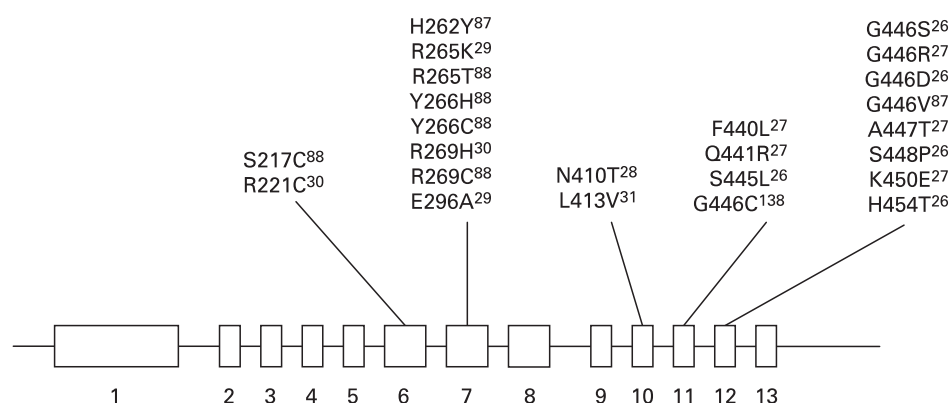 H262Y87
R265K29
R265T88
Y266H88
Y266C88
R269H30
R269C88
E296A29
S217C88
R221C30
N410T28
L413V31
F440L27
Q441R27
S445L26
G446C138
G446S26
G446R27
G446D26
G446V87
A447T27
S448P26
K450E27
H454T26
1 2 3 4 5 6 7 8 9 10 11 12 13